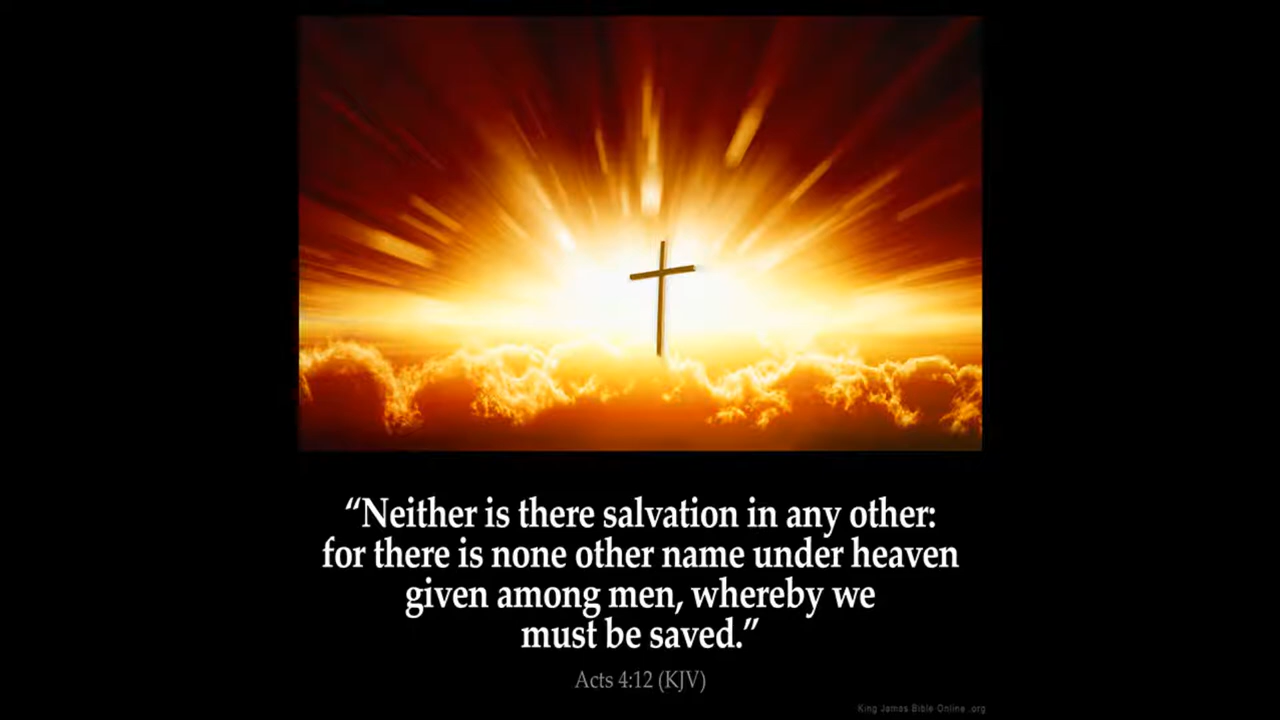 “Neither is there salvation in any other:
for there is none other name under heaven
given among men, whereby we
must be saved.”
Acts 4:12 (KJV)
King James Bible Online .org